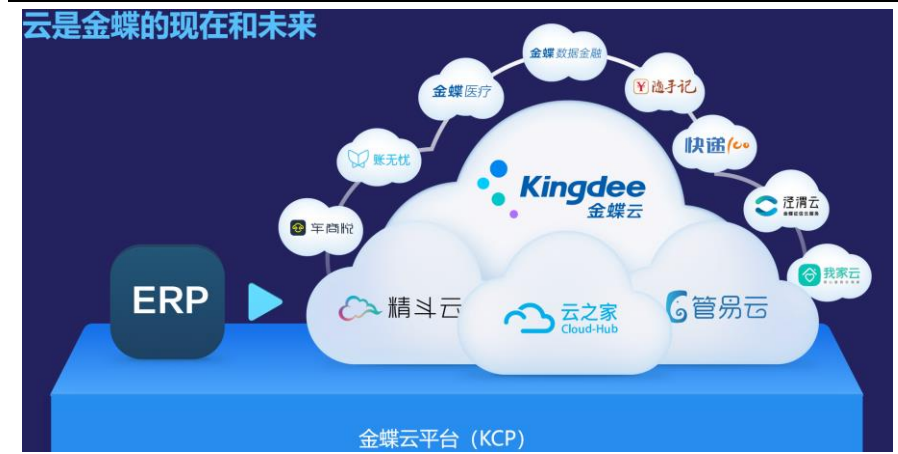 云是金蝶的现在和未来
金蝶数据金融
金蝶医疗
¥随手记
账无忧
快递100
Kingdee
金蝶云
泾渭云
车商悦
我家云
ERP
精斗云
云之家
Cloud-Hub
管易云
金蝶云平台（KCP）